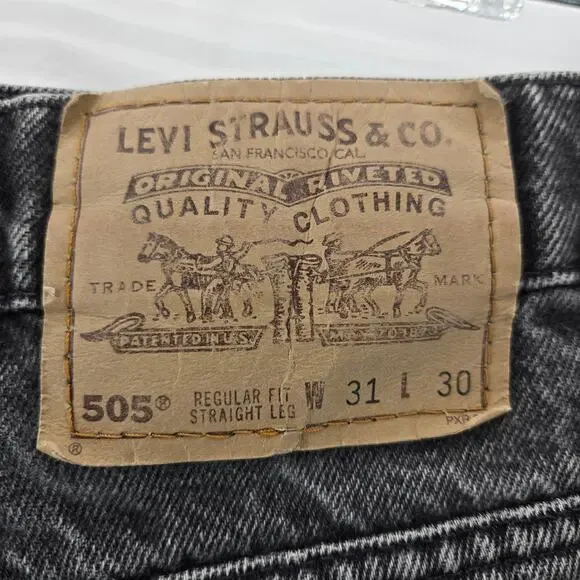 LEVI STRAUSS & CO.
SAN FRANCISCO CAL.
ORIGINAL RIVETED
QUALITY CLOTHING
TRADE MARK
PATENTED IN U.S.
505® REGULAR FIT W 31 L 30
STRAIGHT LEG
PXP
®